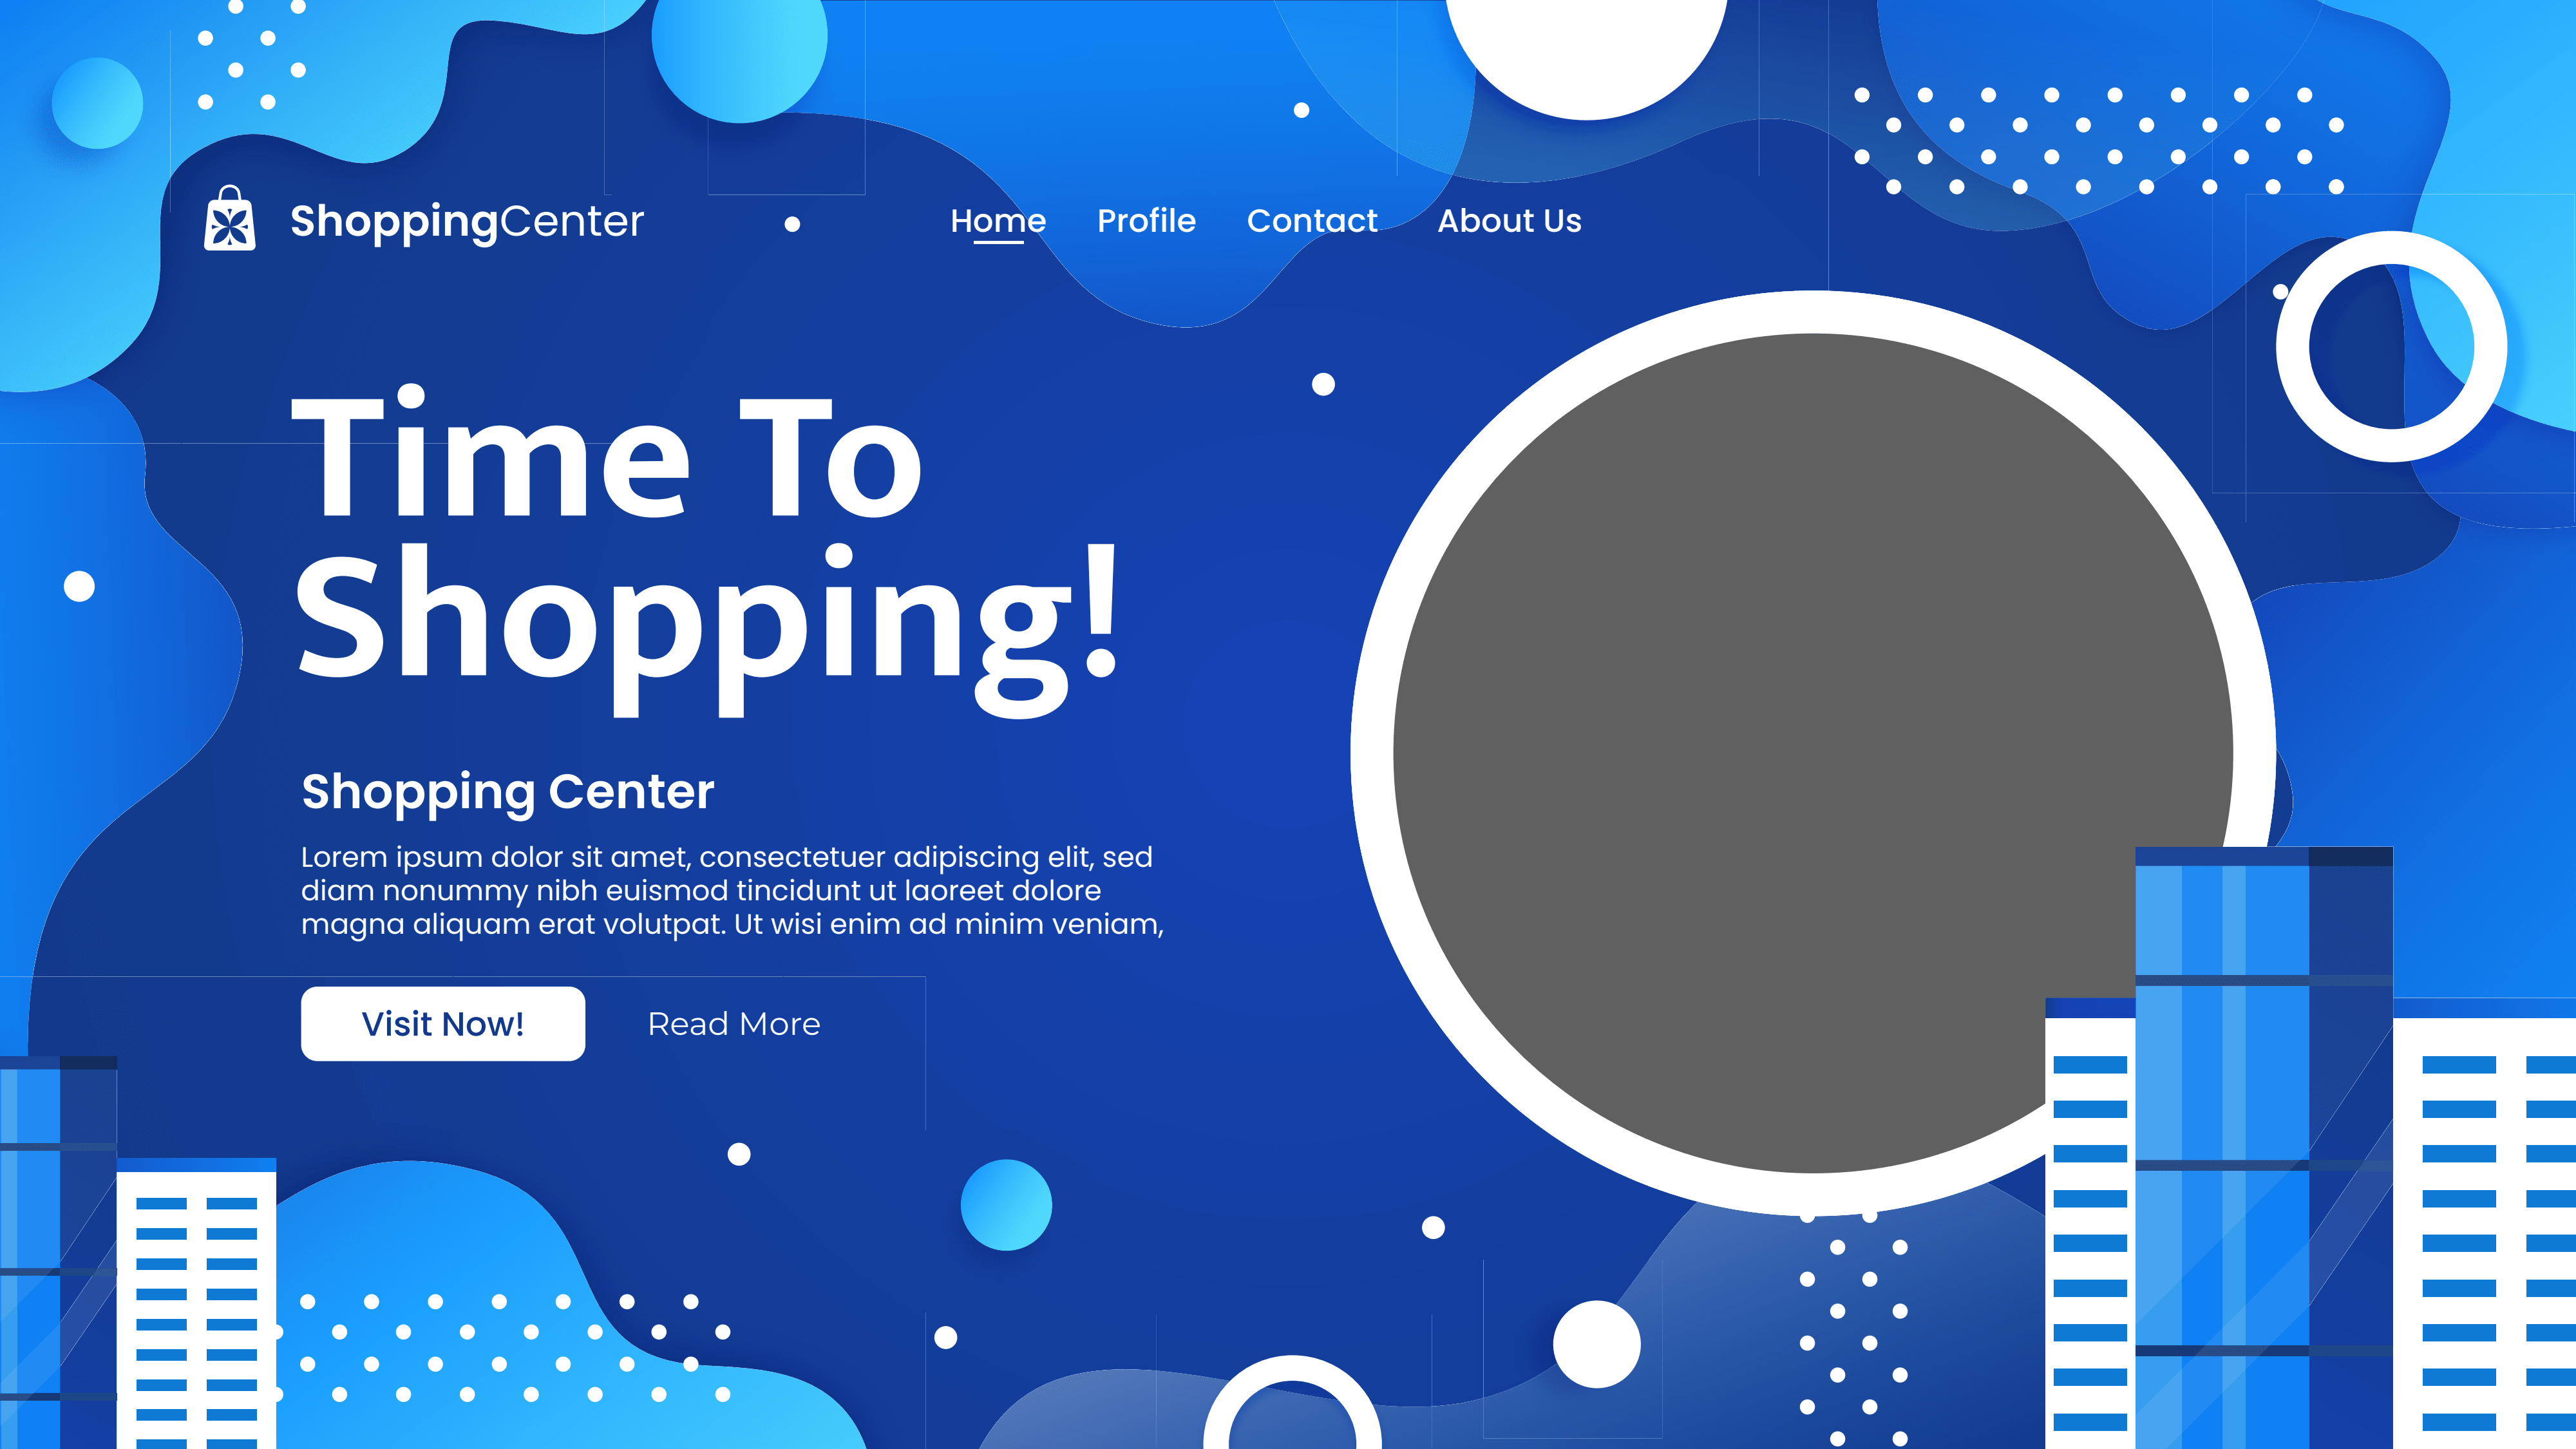 ShoppingCenter
Home Profile Contact About Us
Time To
Shopping!
Shopping Center
Lorem ipsum dolor sit amet, consectetuer adipiscing elit, sed
diam nonummy nibh euismod tincidunt ut laoreet dolore
magna aliquam erat volutpat. Ut wisi enim ad minim veniam,
Visit Now! Read More